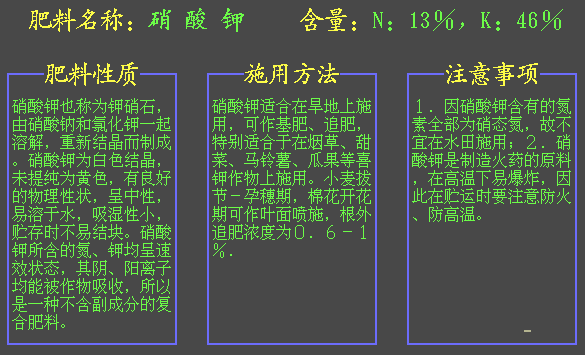 肥料名称：硝 酸 钾 含量：N：13%，K：46%
肥料性质
硝酸钾也称为钾硝石，
由硝酸钠和氯化钾一起
溶解，重新结晶而制成
。硝酸钾为白色结晶，
未提纯为黄色，有良好
的物理性状，呈中性，
易溶于水，吸湿性小，
贮存时不易结块。硝酸
钾所含的氮、钾均呈速
效状态，其阴、阳离子
均能被作物吸收，所以
是一种不含副成分的复
合肥料。
施用方法
硝酸钾适合在旱地上施
用，可作基肥、追肥，
特别适合于在烟草、甜
菜、马铃薯、瓜果等喜
钾作物上施用。小麦拔
节－孕穗期，棉花开花
期可作叶面喷施，根外
追肥浓度为０．６－１
％．
注意事项
１．因硝酸钾含有的氮
素全部为硝态氮，故不
宜在水田施用；２．硝
酸钾是制造火药的原料
，在高温下易爆炸，因
此在贮运时要注意防火
、防高温。